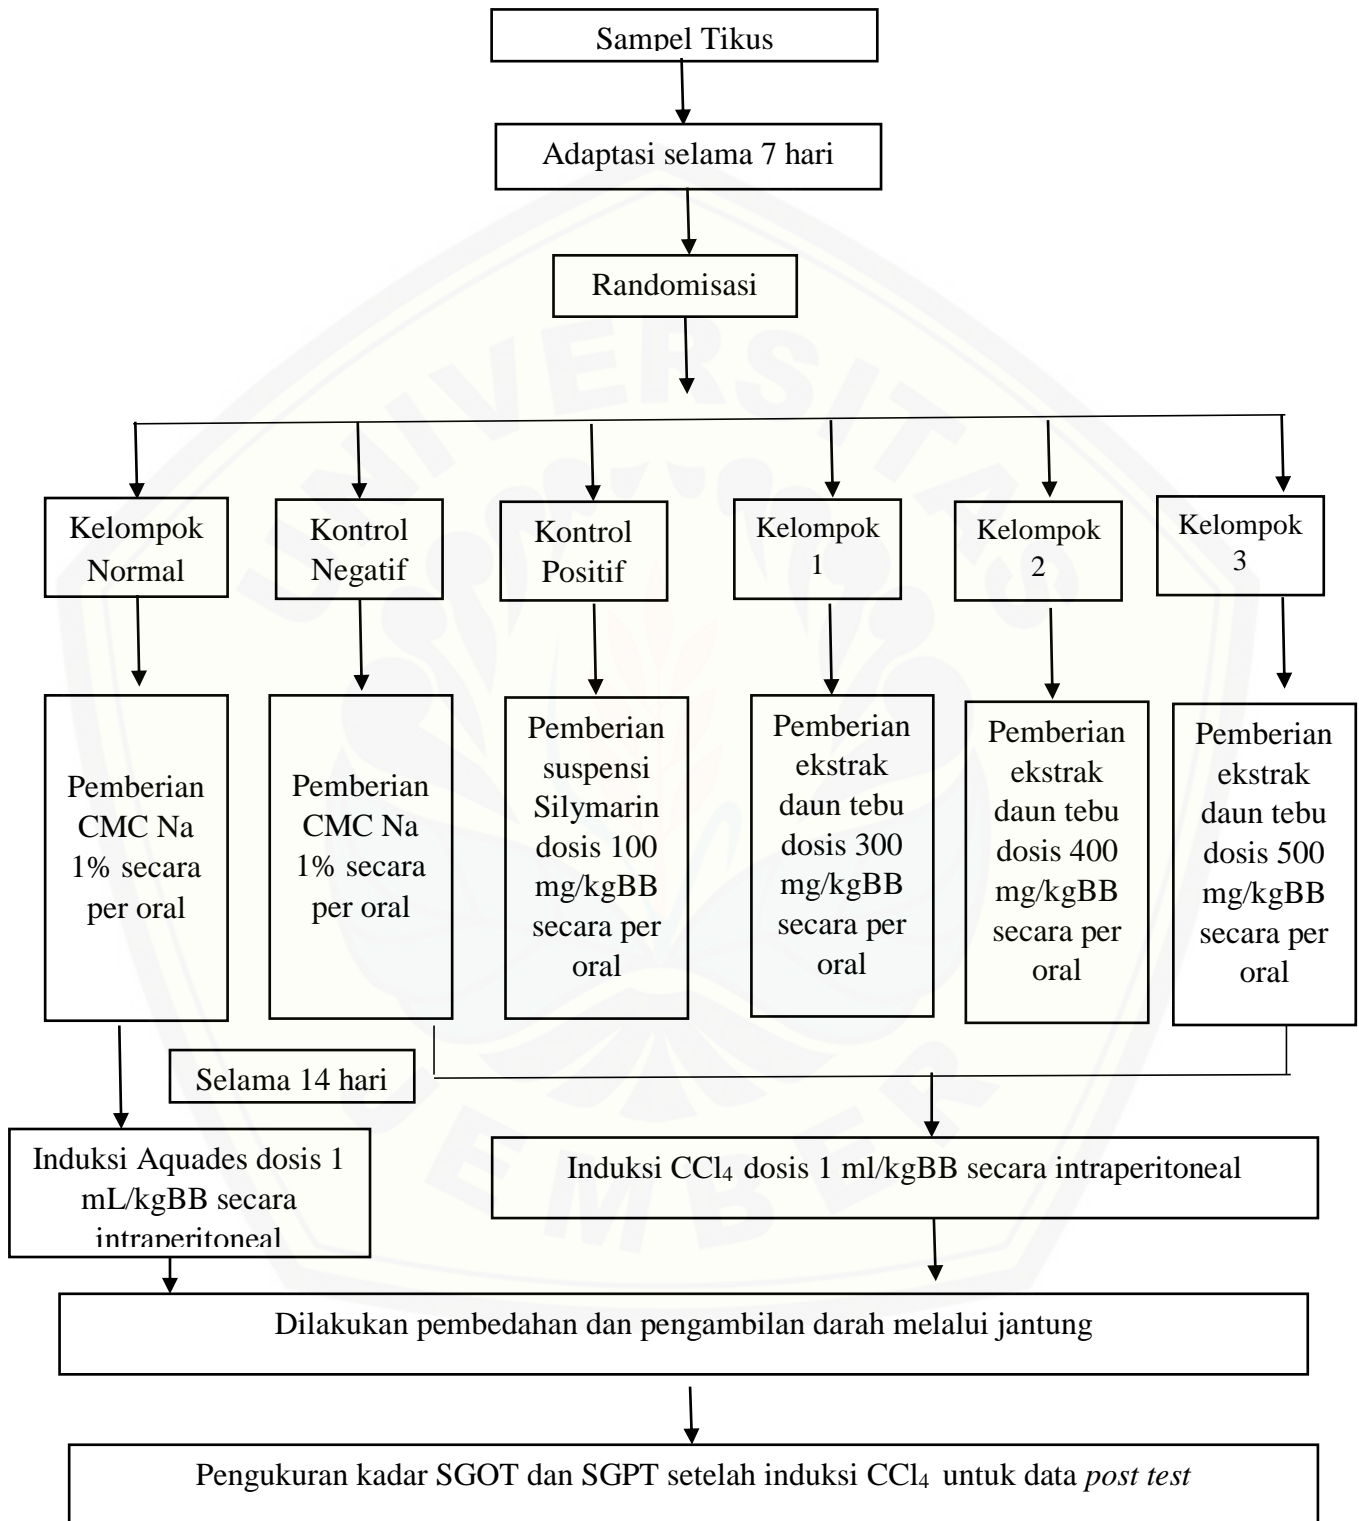 Sampel Tikus
Adaptasi selama 7 hari
Randomisasi
Kelompok
Normal
Kontrol
Negatif
Kontrol
Positif
Kelompok
1
Kelompok
2
Kelompok
3
Pemberian
CMC Na
1% secara
per oral
Pemberian
CMC Na
1% secara
per oral
Pemberian
suspensi
Silymarin
dosis 100
mg/kgBB
secara per
oral
Pemberian
ekstrak
daun tebu
dosis 300
mg/kgBB
secara per
oral
Pemberian
ekstrak
daun tebu
dosis 400
mg/kgBB
secara per
oral
Pemberian
ekstrak
daun tebu
dosis 500
mg/kgBB
secara per
oral
Selama 14 hari
Induksi Aquades dosis 1
mL/kgBB secara
intraperitoneal
Induksi CCl₄ dosis 1 ml/kgBB secara intraperitoneal
Dilakukan pembedahan dan pengambilan darah melalui jantung
Pengukuran kadar SGOT dan SGPT setelah induksi CCl₄ untuk data post test
UNIVERSITAS
JEMBER